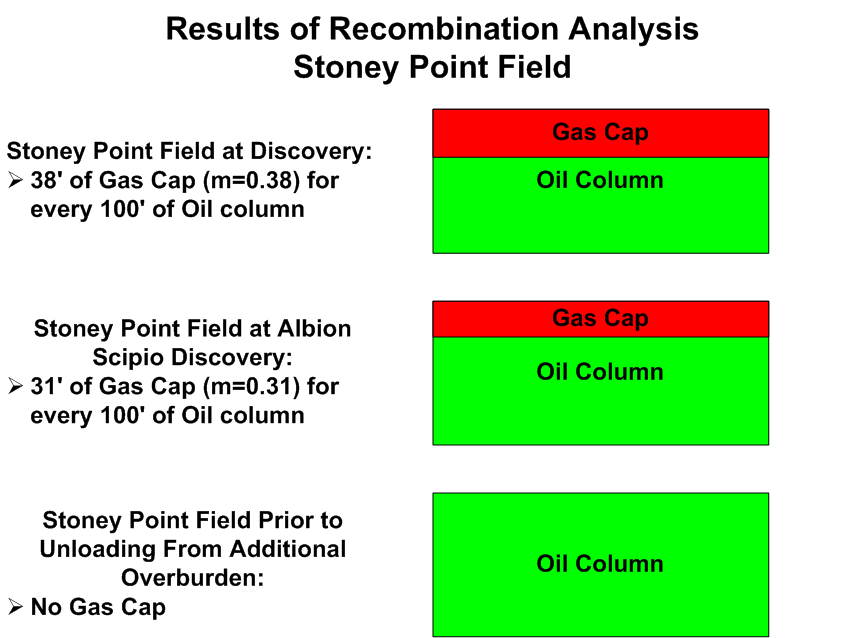 Results of Recombination Analysis
Stoney Point Field
Stoney Point Field at Discovery:
➢ 38' of Gas Cap (m=0.38) for
every 100' of Oil column
Gas Cap
Oil Column
Stoney Point Field at Albion
Scipio Discovery:
➢ 31' of Gas Cap (m=0.31) for
every 100' of Oil column
Gas Cap
Oil Column
Stoney Point Field Prior to
Unloading From Additional
Overburden:
➢ No Gas Cap
Oil Column